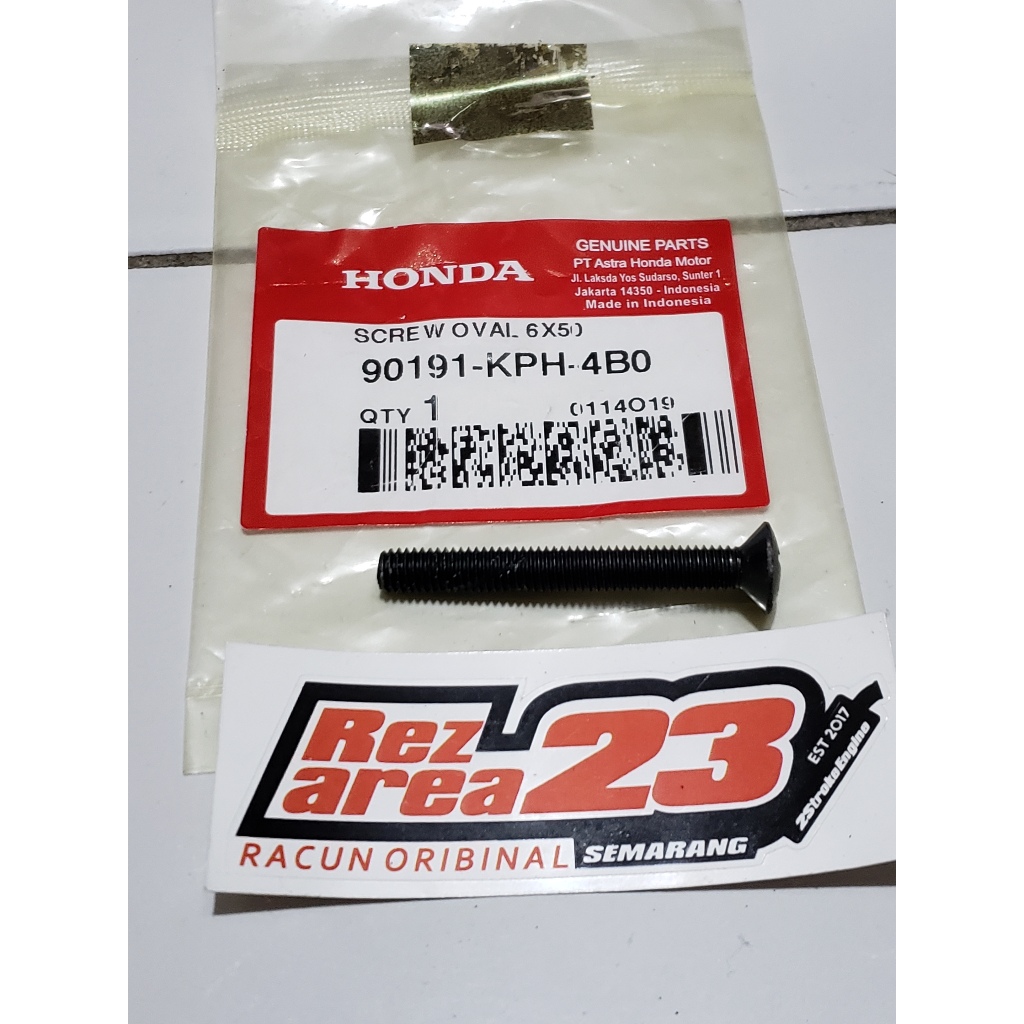 HONDA
GENUINE PARTS
PT Astra Honda Motor
Jl. Laksda Yos Sudarso, Sunter 1
Jakarta 14350 - Indonesia
Made in Indonesia
SCREW OVAL 6X50
90191-KPH-4B0
QTY 1
0114O19
Rez
area
23
EST 2017
2StrokeEngine
RACUN ORIBINAL
SEMARANG